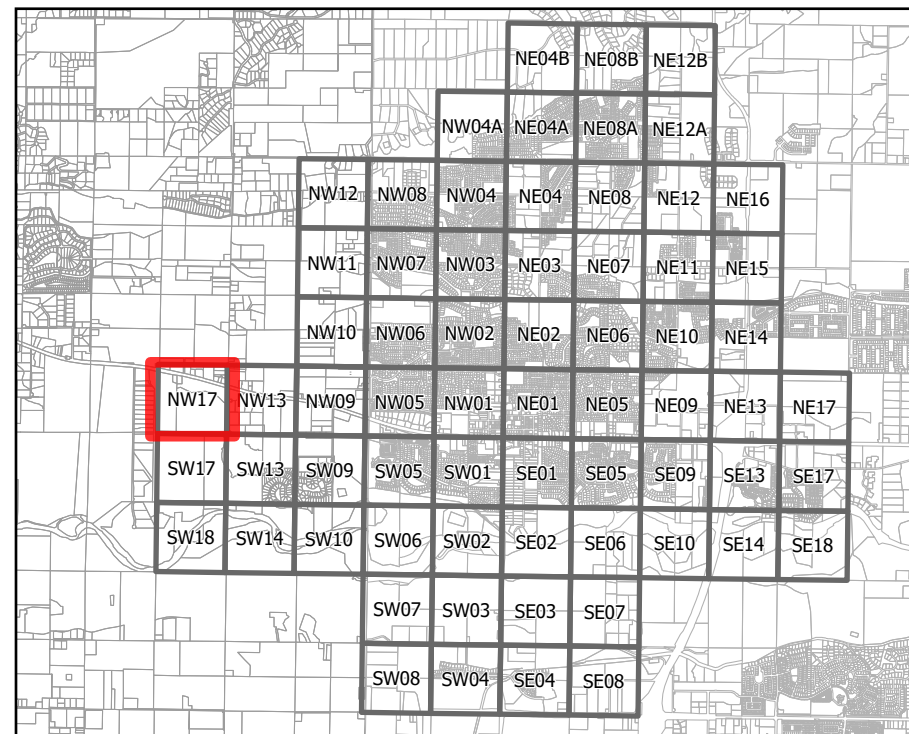 NE04B NE08B NE12B
NW04A NE04A NE08A NE12A
NW12 NW08 NW04 NE04 NE08 NE12 NE16
NW11 NW07 NW03 NE03 NE07 NE11 NE15
NW10 NW06 NW02 NE02 NE06 NE10 NE14
NW17 NW13 NW09 NW05 NW01 NE01 NE05 NE09 NE13 NE17
SW17 SW13 SW09 SW05 SW01 SE01 SE05 SE09 SE13 SE17
SW18 SW14 SW10 SW06 SW02 SE02 SE06 SE10 SE14 SE18
SW07 SW03 SE03 SE07
SW08 SW04 SE04 SE08